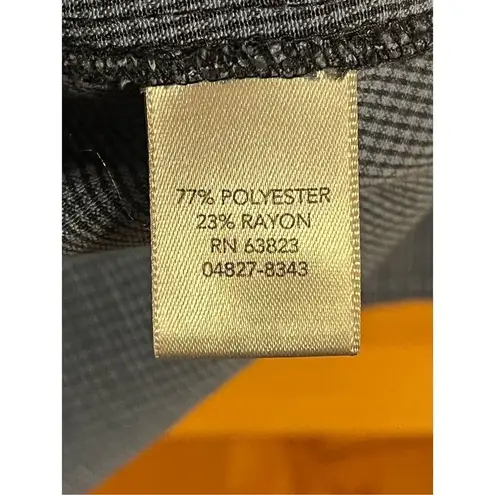 77% POLYESTER
23% RAYON
RN 63823
04827-8343